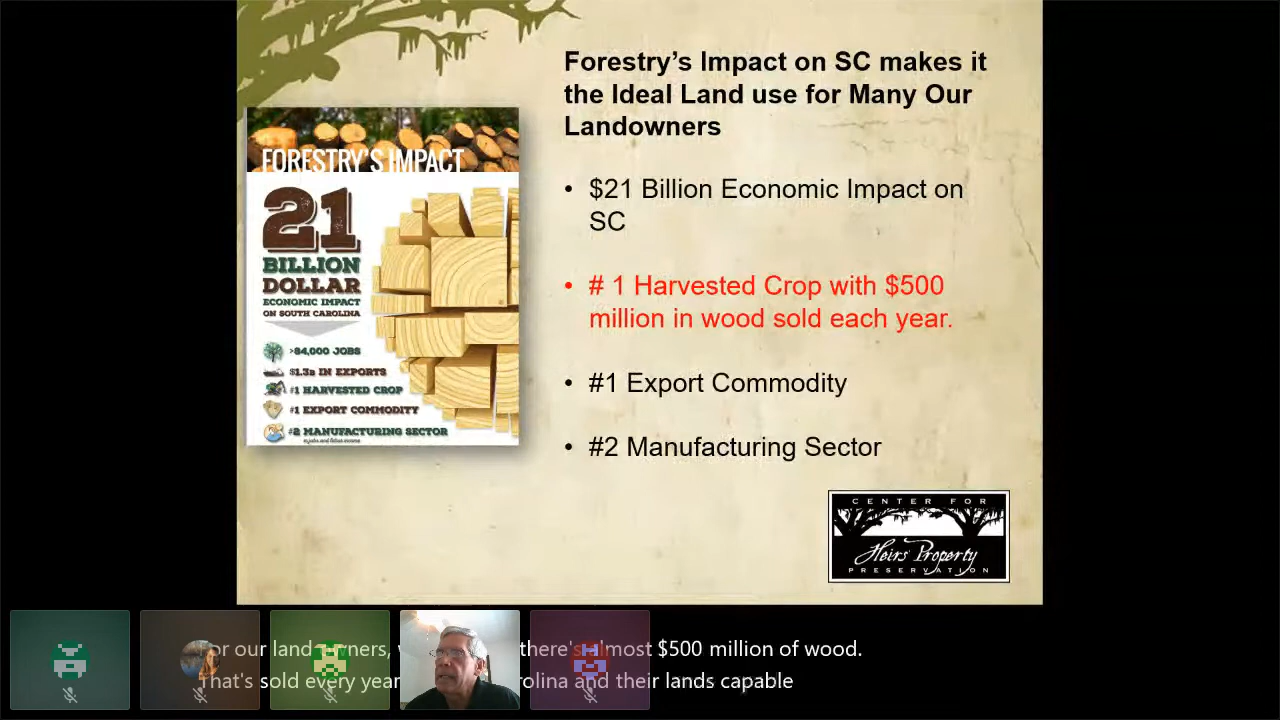 Forestry’s Impact on SC makes it
the Ideal Land use for Many Our
Landowners
• $21 Billion Economic Impact on
SC
• # 1 Harvested Crop with $500
million in wood sold each year.
• #1 Export Commodity
• #2 Manufacturing Sector
FORESTRY'S IMPACT
21
BILLION
DOLLAR
ECONOMIC IMPACT
ON SOUTH CAROLINA
>84,000 JOBS
$1.3B IN EXPORTS
#1 HARVESTED CROP
#1 EXPORT COMMODITY
#2 MANUFACTURING SECTOR
CENTER FOR
Heirs' Property
PRESERVATION
for our land owners, there's almost $500 million of wood.
That's sold every year and their lands capable